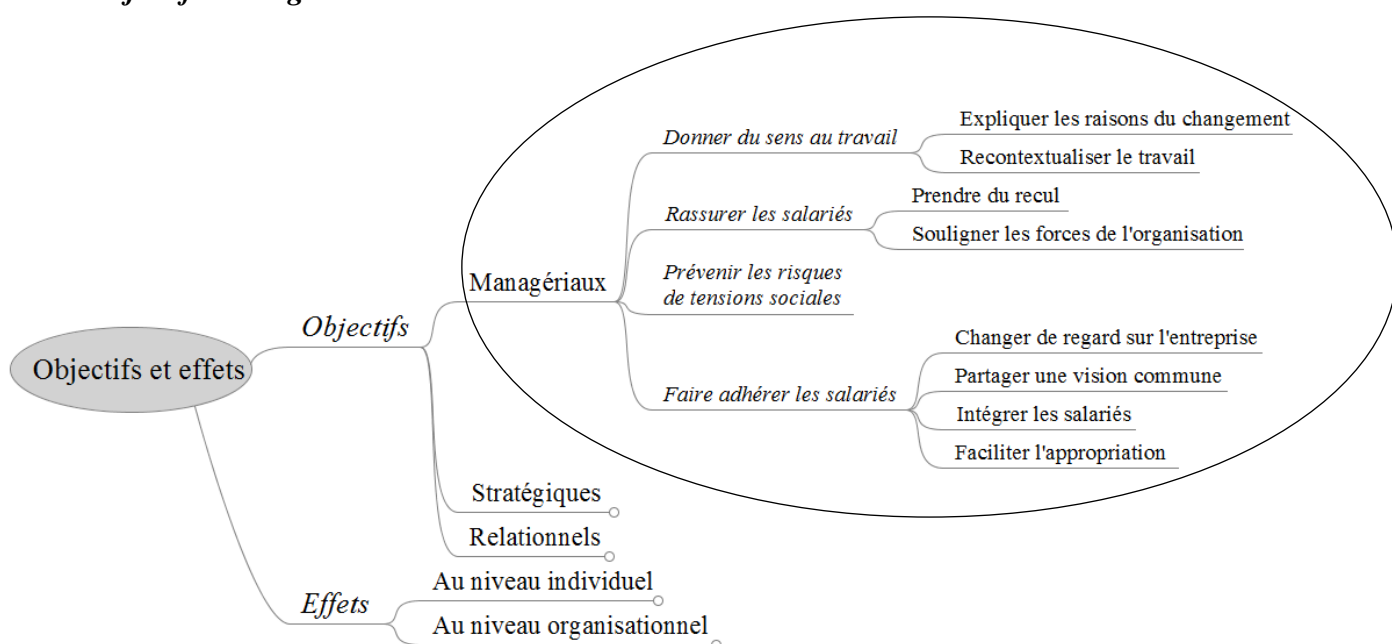 Expliquer les raisons du changement
Donner du sens au travail
Recontextualiser le travail
Prendre du recul
Rassurer les salariés
Souligner les forces de l'organisation
Prévenir les risques
de tensions sociales
Managériaux
Objectifs
Changer de regard sur l'entreprise
Objectifs et effets
Partager une vision commune
Faire adhérer les salariés
Intégrer les salariés
Faciliter l'appropriation
Stratégiques
Relationnels
Au niveau individuel
Effets
Au niveau organisationnel